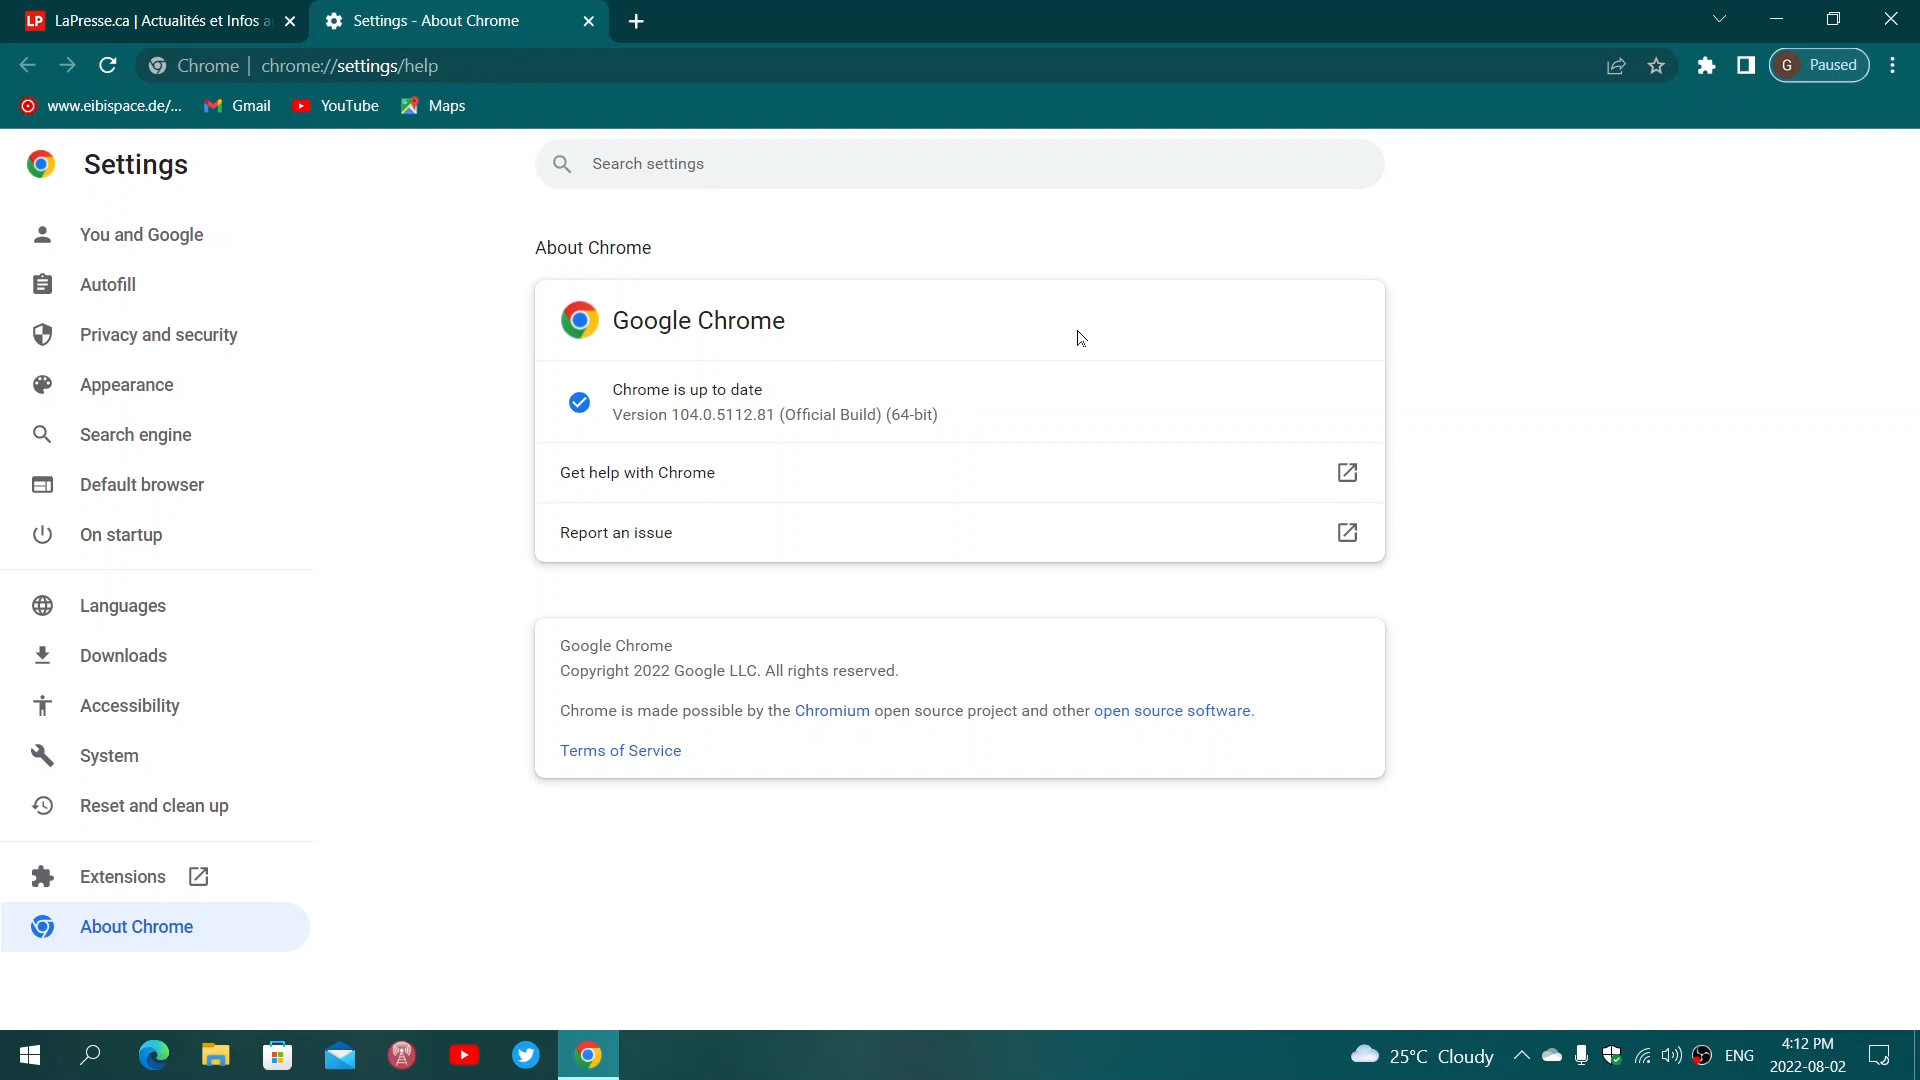 LaPresse.ca | Actualités et Infos a
Settings - About Chrome
Chrome | chrome://settings/help
G Paused
www.eibispace.de/...
Gmail
YouTube
Maps
Settings
Search settings
You and Google
Autofill
Privacy and security
Appearance
Search engine
Default browser
On startup
Languages
Downloads
Accessibility
System
Reset and clean up
Extensions
About Chrome
About Chrome
Google Chrome
Chrome is up to date
Version 104.0.5112.81 (Official Build) (64-bit)
Get help with Chrome
Report an issue
Google Chrome
Copyright 2022 Google LLC. All rights reserved.
Chrome is made possible by the Chromium open source project and other open source software.
Terms of Service
25°C Cloudy
ENG
4:12 PM
2022-08-02